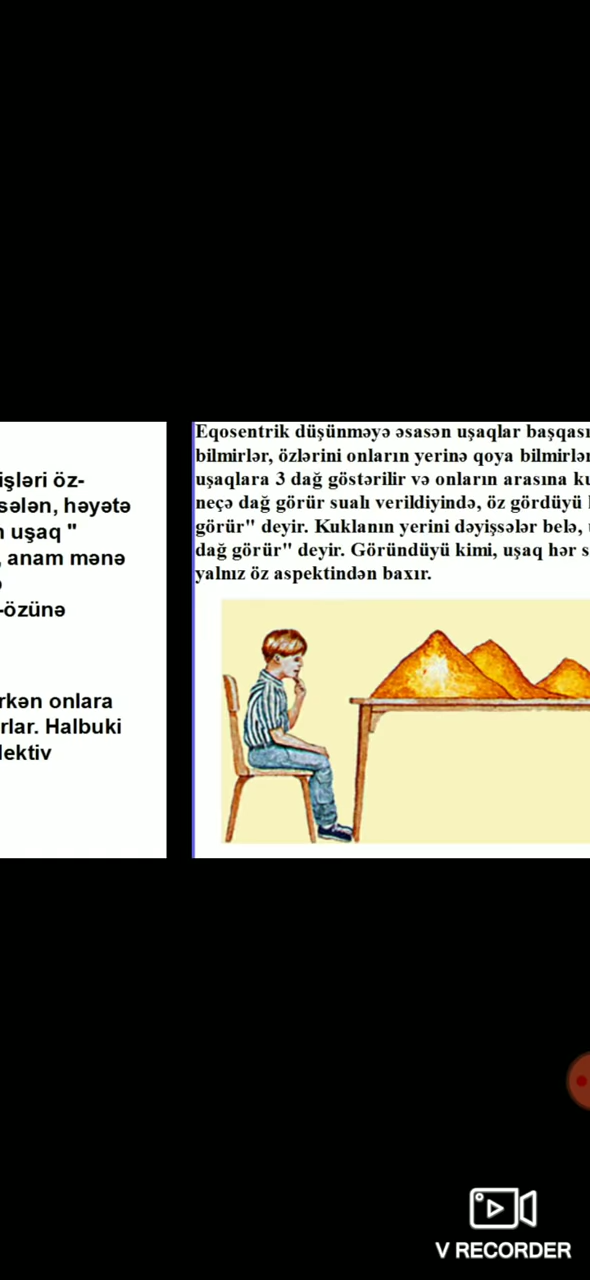 işləri öz-
sələn, həyətə
n uşaq "
, anam mənə
-özünə
rkən onlara
rlar. Halbuki
lektiv
Eqosentrik düşünməyə əsasən uşaqlar başqası
bilmirlər, özlərini onların yerinə qoya bilmirlər
uşaqlara 3 dağ göstərilir və onların arasına ku
neçə dağ görür sualı verildiyində, öz gördüyü
görür" deyir. Kuklanın yerini dəyişsələr belə,
dağ görür" deyir. Göründüyü kimi, uşaq hər s
yalnız öz aspektindən baxır.
V RECORDER